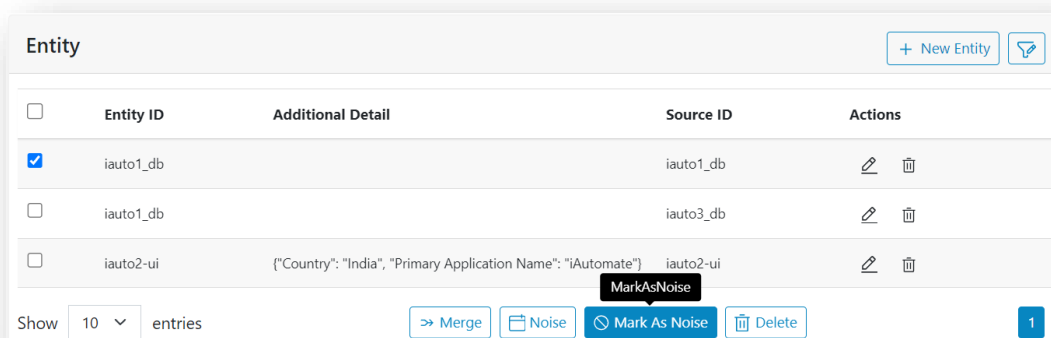 Entity
+ New Entity
Entity ID Additional Detail Source ID Actions
iauto1_db iauto1_db
iauto1_db iauto3_db
iauto2-ui {"Country": "India", "Primary Application Name": "iAutomate"} iauto2-ui
MarkAsNoise
Show 10 entries Merge Noise Mark As Noise Delete 1